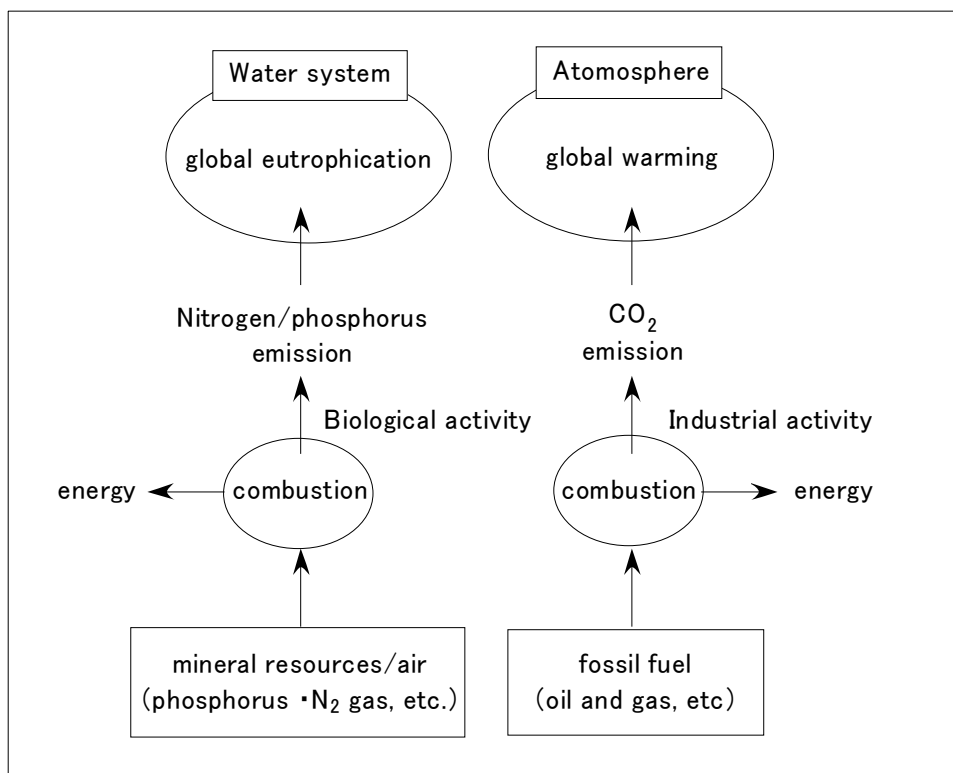 Water system
global eutrophication
Nitrogen/phosphorus
emission
Biological activity
energy
combustion
mineral resources/air
(phosphorus ・N₂ gas, etc.)
Atomosphere
global warming
CO₂
emission
Industrial activity
combustion
energy
fossil fuel
(oil and gas, etc)